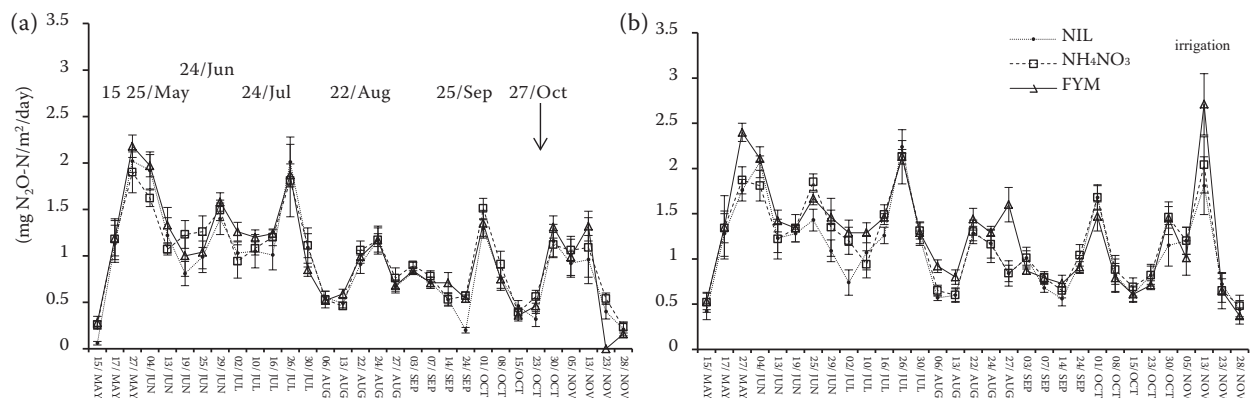 (a)
(mg N₂O-N/m²/day)
3.5
3
2.5
2
1.5
1
0.5
0
24/Jun
15 25/May
24/Jul
22/Aug
25/Sep
27/Oct
15/ MAY
17/ MAY
27/ MAY
04/ JUN
13/ JUN
19/ JUN
25/ JUN
29/ JUN
02/ JUL
10/ JUL
16/ JUL
26/ JUL
30/ JUL
06/ AUG
13/ AUG
22/ AUG
24/ AUG
27/ AUG
03/ SEP
07/ SEP
14/ SEP
24/ SEP
01/ OCT
08/ OCT
15/OCT
23/ OCT
30/ OCT
05/ NOV
13/ NOV
23/ NOV
28/ NOV
(b)
3.5
3.0
2.5
2.0
1.5
1.0
0.5
0
NIL
NH₄NO₃
FYM
irrigation
15/ MAY
17/ MAY
27/ MAY
04/ JUN
13/ JUN
19/ JUN
25/ JUN
29/ JUN
02/ JUL
10/ JUL
16/ JUL
26/ JUL
30/ JUL
06/ AUG
13/ AUG
22/ AUG
24/ AUG
27/ AUG
03/ SEP
07/ SEP
14/ SEP
24/ SEP
01/ OCT
08/ OCT
15/OCT
23/ OCT
30/ OCT
05/ NOV
13/ NOV
23/ NOV
28/ NOV